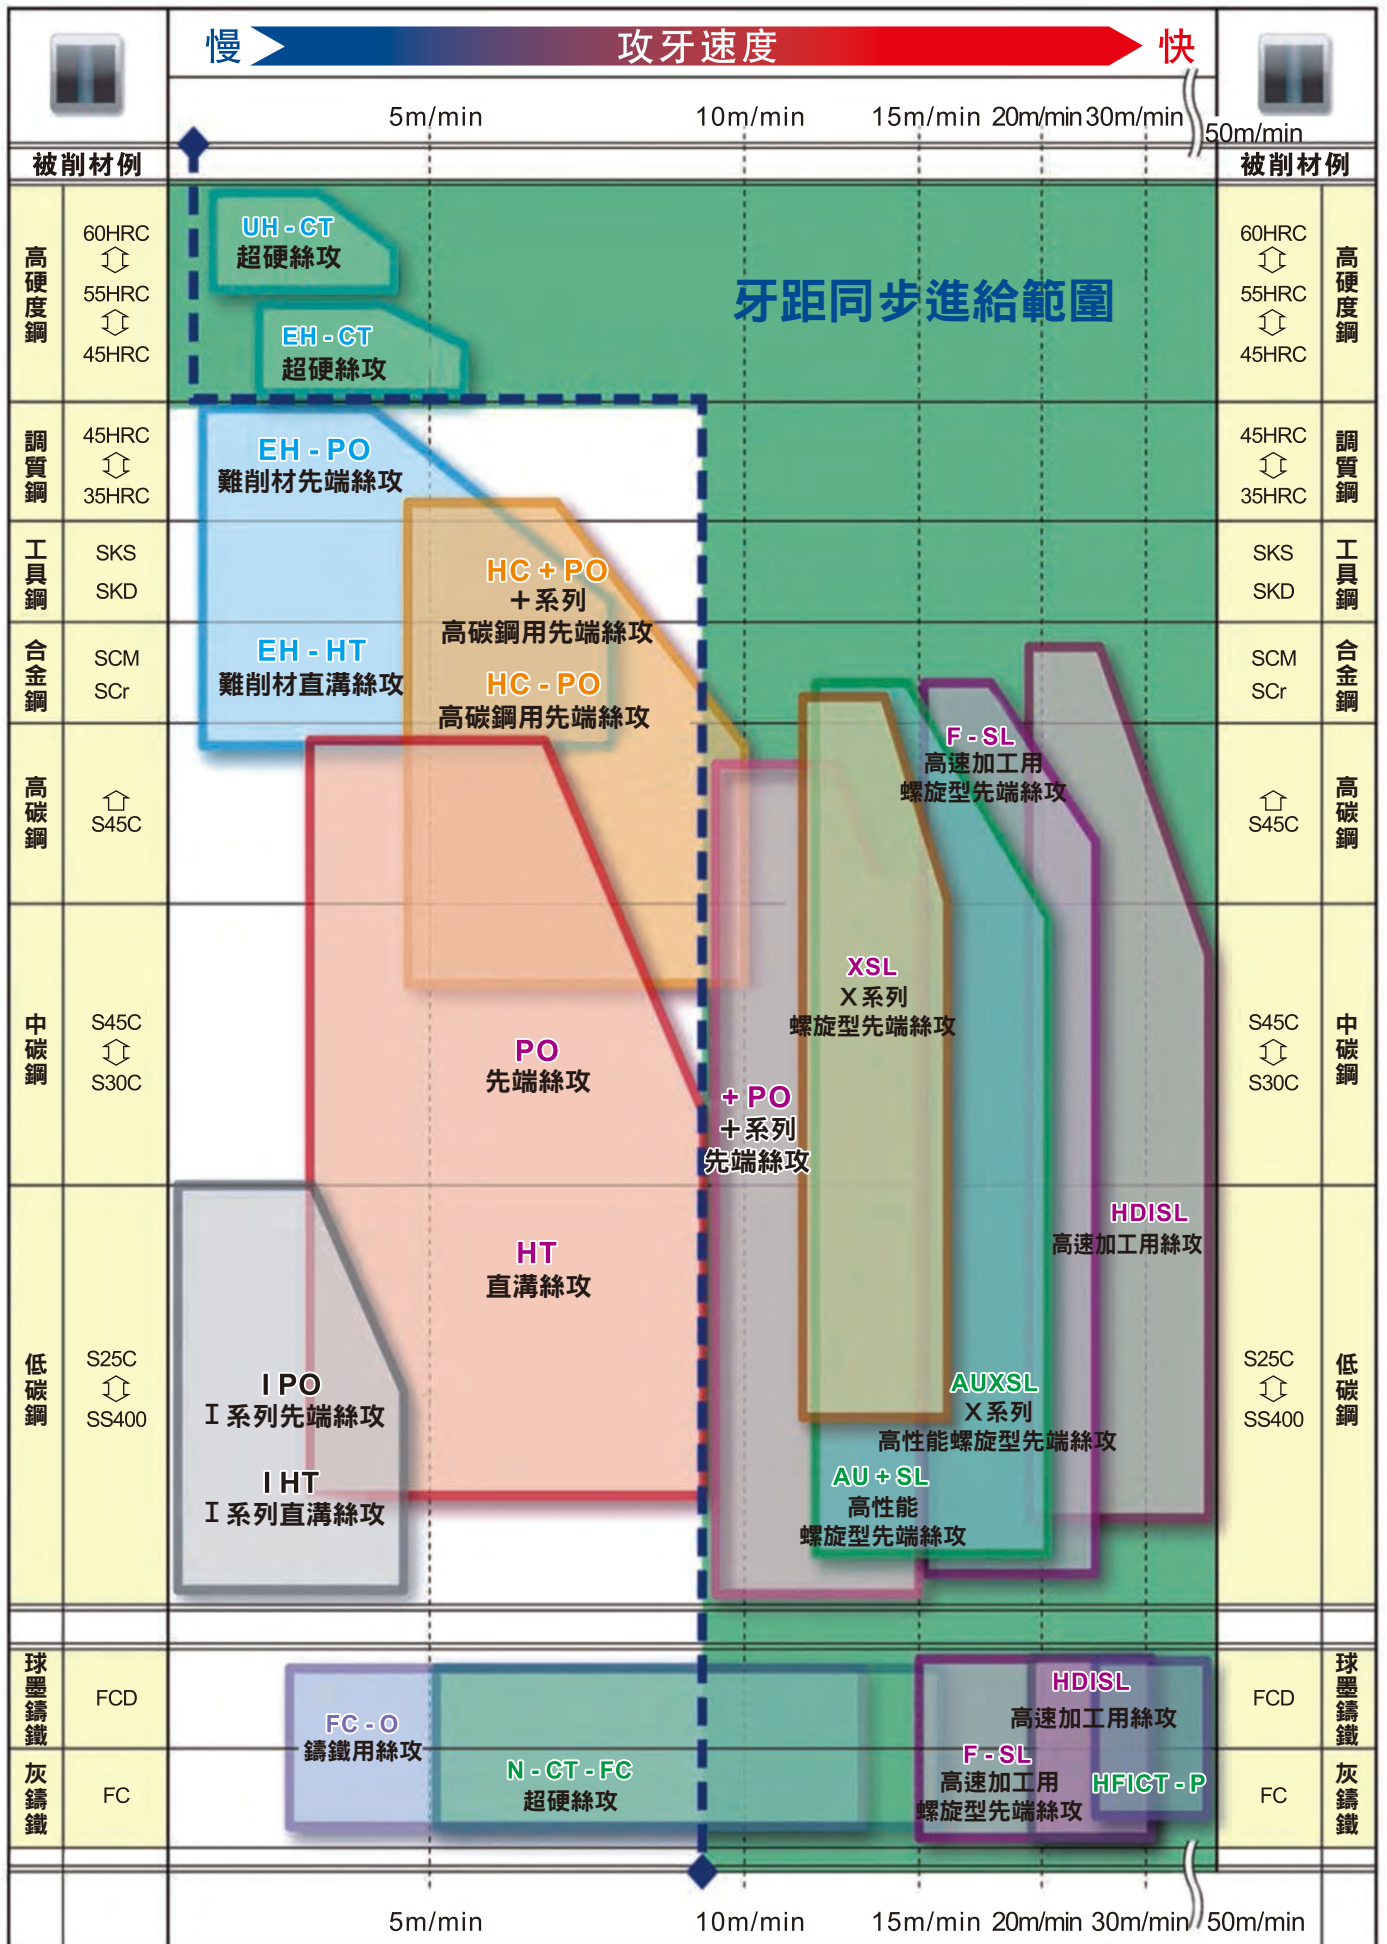 慢 攻牙速度 快
5m/min 10m/min 15m/min 20m/min 30m/min 50m/min
被削材例 被削材例
高硬度鋼
60HRC
55HRC
45HRC
UH - CT
超硬絲攻
EH - CT
超硬絲攻
牙距同步進給範圍
60HRC
55HRC
45HRC
高硬度鋼
調質鋼
45HRC
35HRC
EH - PO
難削材先端絲攻
45HRC
35HRC
調質鋼
工具鋼
SKS
SKD
HC + PO
＋系列
高碳鋼用先端絲攻
SKS
SKD
工具鋼
合金鋼
SCM
SCr
EH - HT
難削材直溝絲攻
HC - PO
高碳鋼用先端絲攻
SCM
SCr
合金鋼
高碳鋼
S45C
F - SL
高速加工用
螺旋型先端絲攻
S45C
高碳鋼
中碳鋼
S45C
S30C
PO
先端絲攻
+ PO
＋系列
先端絲攻
XSL
X系列
螺旋型先端絲攻
S45C
S30C
中碳鋼
低碳鋼
S25C
SS400
HT
直溝絲攻
I PO
I 系列先端絲攻
I HT
I 系列直溝絲攻
HDISL
高速加工用絲攻
AUXSL
X系列
高性能螺旋型先端絲攻
AU + SL
高性能
螺旋型先端絲攻
S25C
SS400
低碳鋼
球墨鑄鐵
FCD
FC - O
鑄鐵用絲攻
HDISL
高速加工用絲攻
FCD
球墨鑄鐵
灰鑄鐵
FC
N - CT - FC
超硬絲攻
F - SL
高速加工用
螺旋型先端絲攻
HFICT - P
FC
灰鑄鐵
5m/min 10m/min 15m/min 20m/min 30m/min 50m/min